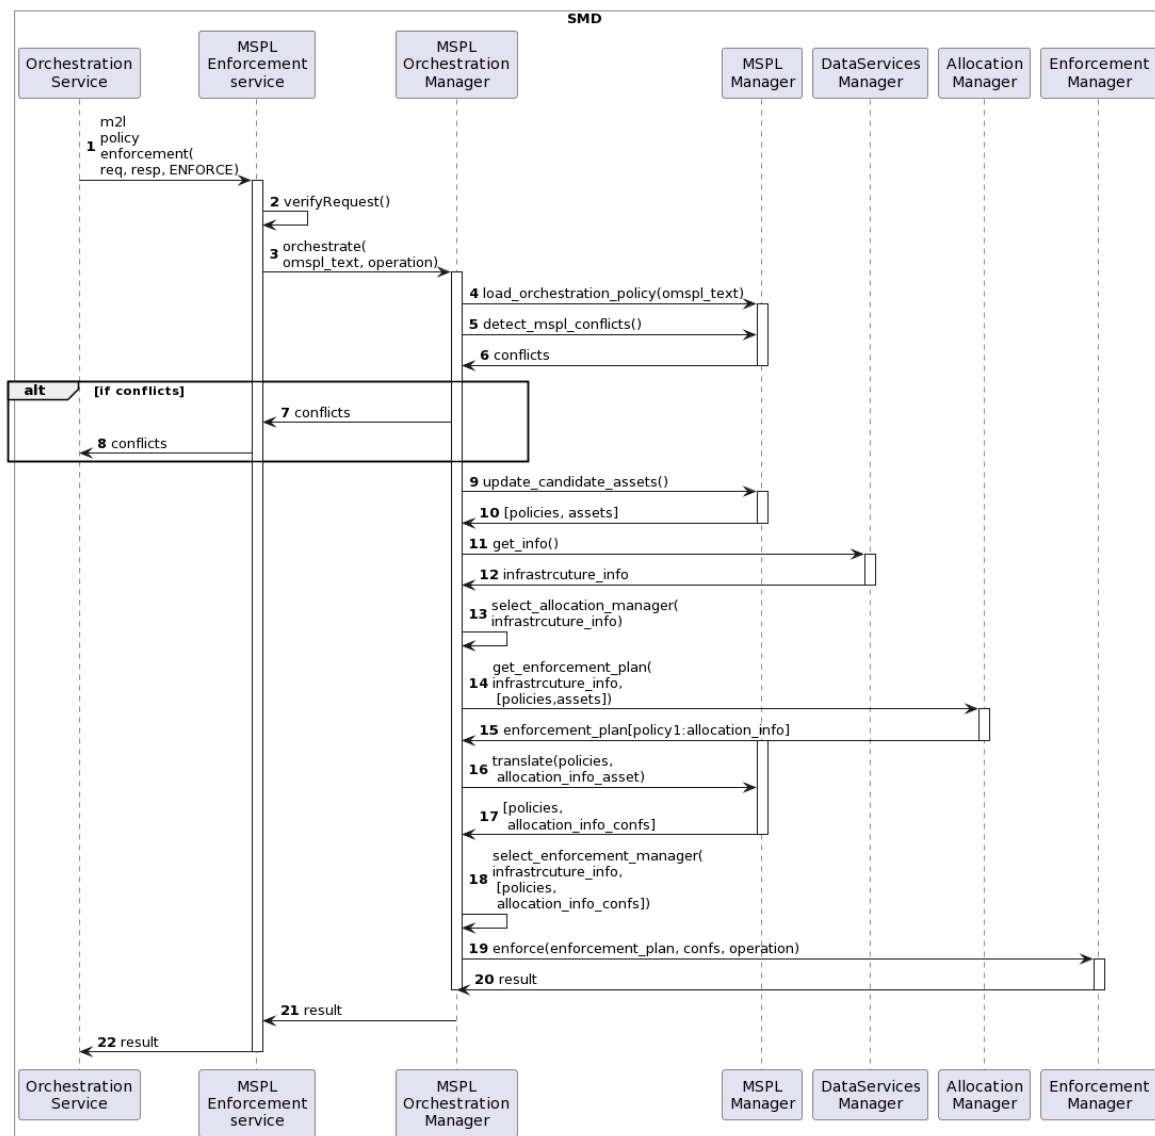 SMD
Orchestration
Service
MSPL
Enforcement
service
MSPL
Orchestration
Manager
MSPL
Manager
DataServices
Manager
Allocation
Manager
Enforcement
Manager
1 m2l
policy
enforcement(
req, resp, ENFORCE)
2 verifyRequest()
3 orchestrate(
omspl_text, operation)
4 load_orchestration_policy(omspl_text)
5 detect_mspl_conflicts()
6 conflicts
alt [if conflicts]
7 conflicts
8 conflicts
9 update_candidate_assets()
10 [policies, assets]
11 get_info()
12 infrastrcuture_info
13 select_allocation_manager(
infrastrcuture_info)
14 get_enforcement_plan(
infrastrcuture_info,
[policies,assets])
15 enforcement_plan[policy1:allocation_info]
16 translate(policies,
allocation_info_asset)
17 [policies,
allocation_info_confs]
18 select_enforcement_manager(
infrastrcuture_info,
[policies,
allocation_info_confs])
19 enforce(enforcement_plan, confs, operation)
20 result
21 result
22 result
Orchestration
Service
MSPL
Enforcement
service
MSPL
Orchestration
Manager
MSPL
Manager
DataServices
Manager
Allocation
Manager
Enforcement
Manager